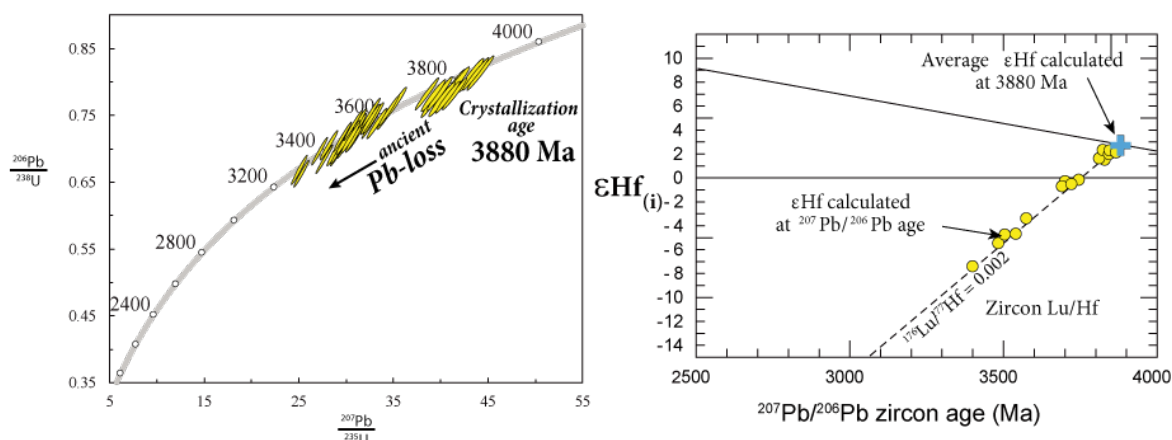 0.85
0.75
0.65
0.55
0.45
0.35
206Pb
238U
4000
3800
3600
3400
3200
2800
2400
Crystallization
age
3880 Ma
ancient
Pb-loss
5
15
25
35
45
55
207Pb
235U
10
8
6
4
2
0
-2
-4
-6
-8
-10
-12
-14
εHf(i)
Average εHf calculated
at 3880 Ma
εHf calculated
at 207Pb/206Pb age
176Lu/177Hf = 0.002
Zircon Lu/Hf
2500
3000
3500
4000
207Pb/206Pb zircon age (Ma)